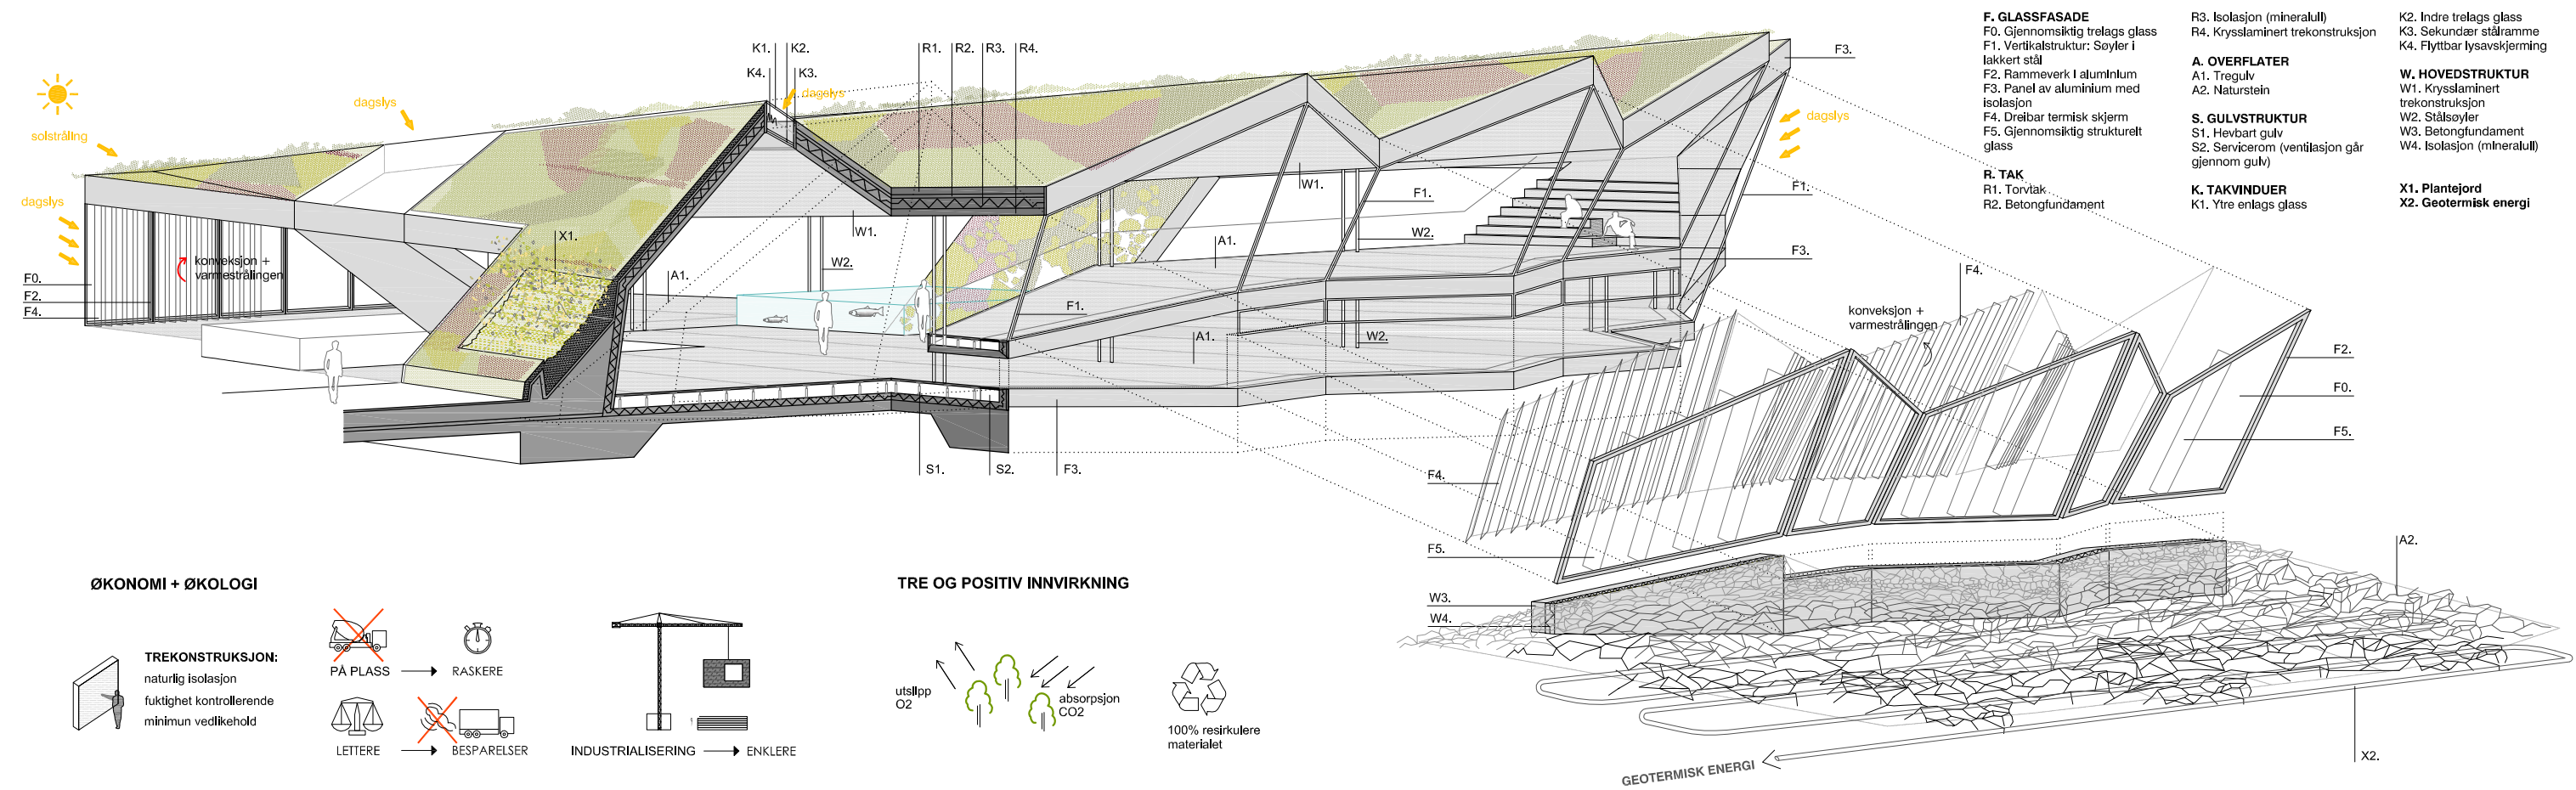 F. GLASSFASADE
F0. Gjennomsiktig trelags glass
F1. Vertikalstruktur: Søyler i
lakkert stål
F2. Rammeverk I aluminium
F3. Panel av aluminium med
isolasjon
F4. Dreibar termisk skjerm
F5. Gjennomsiktig strukturelt
glass
R. TAK
R1. Torvtak
R2. Betongfundament
R3. Isolasjon (mineralull)
R4. Krysslaminert trekonstruksjon
A. OVERFLATER
A1. Tregulv
A2. Naturstein
S. GULVSTRUKTUR
S1. Hevbart gulv
S2. Servicerom (ventilasjon går
gjennom gulv)
K. TAKVINDUER
K1. Ytre enlags glass
K2. Indre trelags glass
K3. Sekundær stålramme
K4. Flyttbar lysavskjerming
W. HOVEDSTRUKTUR
W1. Krysslaminert
trekonstruksjon
W2. Stålsøyler
W3. Betongfundament
W4. Isolasjon (mineralull)
X1. Plantejord
X2. Geotermisk energi
K1.
K2.
K4.
K3.
R1.
R2.
R3.
R4.
F3.
dagslys
dagslys
dagslys
solstråling
dagslys
konveksjon +
varmestrålingen
F0.
F2.
F4.
X1.
A1.
W1.
W2.
W1.
F1.
W2.
A1.
F1.
F3.
F1.
A1.
W2.
S1.
S2.
F3.
F4.
konveksjon +
varmestrålingen
F2.
F0.
F5.
F4.
F5.
A2.
W3.
W4.
X2.
GEOTERMISK ENERGI
ØKONOMI + ØKOLOGI
TREKONSTRUKSJON:
naturlig isolasjon
fuktighet kontrollerende
minimun vedlikehold
PÅ PLASS
RASKERE
LETTERE
BESPARELSER
INDUSTRIALISERING
ENKLERE
TRE OG POSITIV INNVIRKNING
utslipp
O2
absorpsjon
CO2
100% resirkulere
materialet